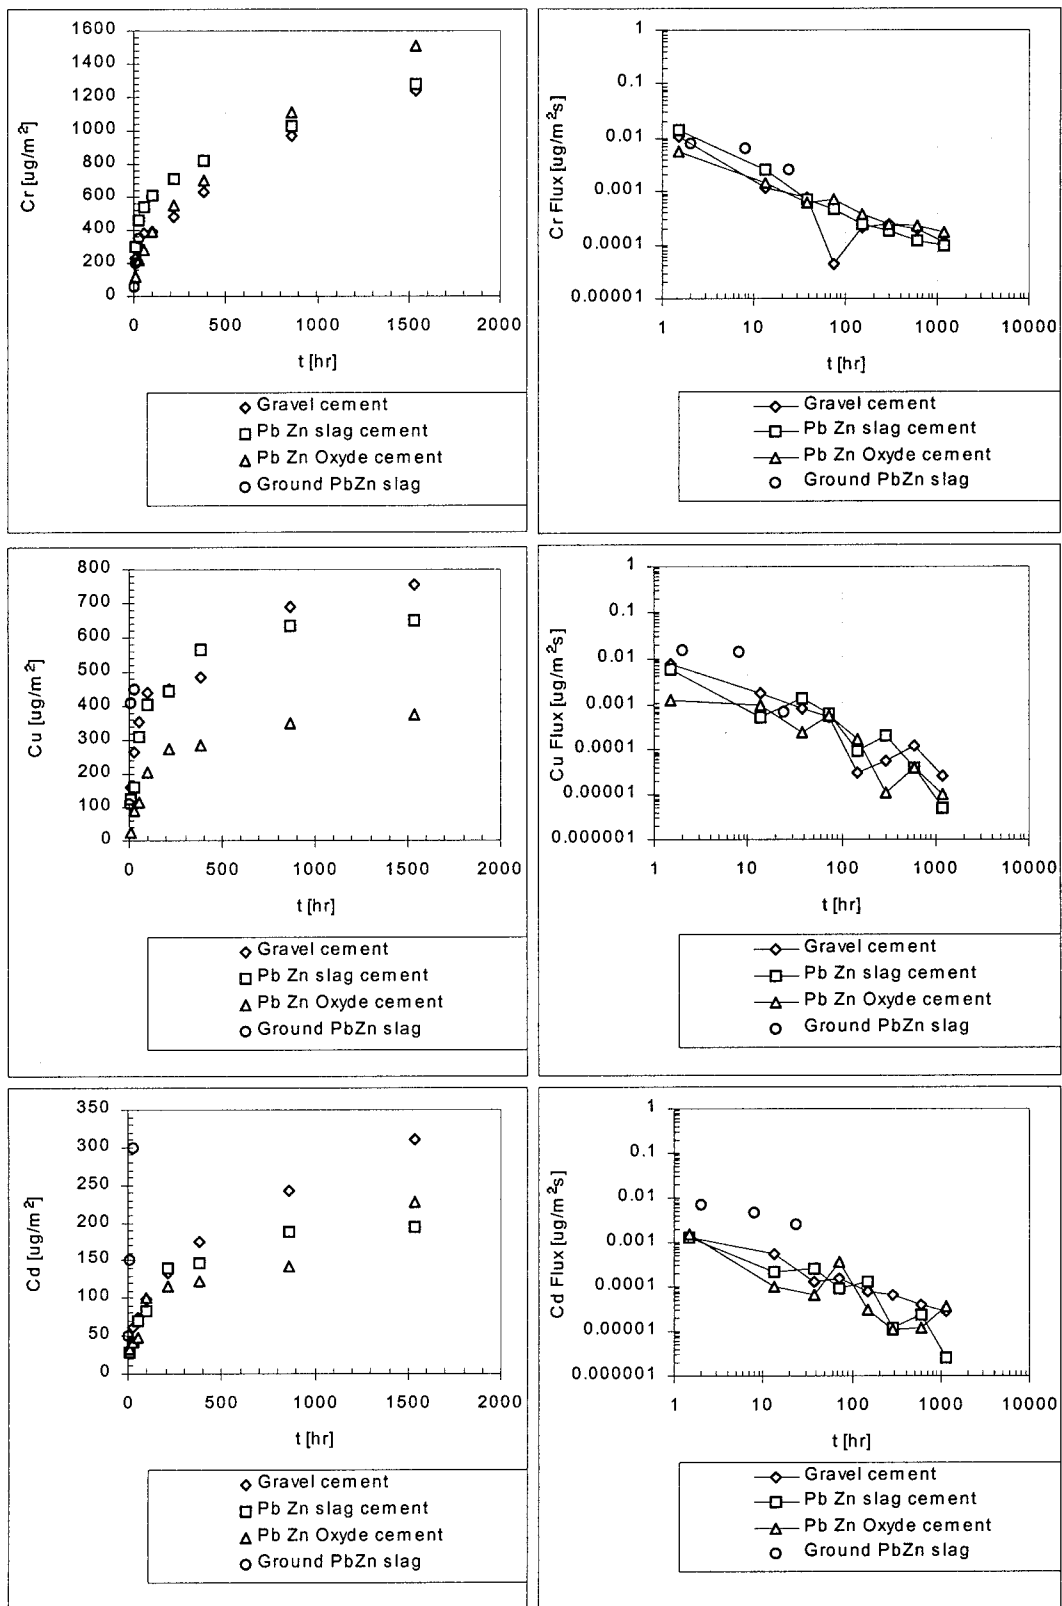 1600
1400
1200
1000
800
600
400
200
0
Cr [ug/m²]
0 500 1000 1500 2000
t [hr]
Gravel cement
Pb Zn slag cement
Pb Zn Oxyde cement
Ground PbZn slag
1
0.1
0.01
0.001
0.0001
0.00001
Cr Flux [ug/m²s]
1 10 100 1000 10000
t [hr]
Gravel cement
Pb Zn slag cement
Pb Zn Oxyde cement
Ground PbZn slag
800
700
600
500
400
300
200
100
0
Cu [ug/m²]
0 500 1000 1500 2000
t [hr]
Gravel cement
Pb Zn slag cement
Pb Zn Oxyde cement
Ground PbZn slag
1
0.1
0.01
0.001
0.0001
0.00001
0.000001
Cu Flux [ug/m²s]
1 10 100 1000 10000
t [hr]
Gravel cement
Pb Zn slag cement
Pb Zn Oxyde cement
Ground PbZn slag
350
300
250
200
150
100
50
0
Cd [ug/m²]
0 500 1000 1500 2000
t [hr]
Gravel cement
Pb Zn slag cement
Pb Zn Oxyde cement
Ground PbZn slag
1
0.1
0.01
0.001
0.0001
0.00001
0.000001
Cd Flux [ug/m²s]
1 10 100 1000 10000
t [hr]
Gravel cement
Pb Zn slag cement
Pb Zn Oxyde cement
Ground PbZn slag